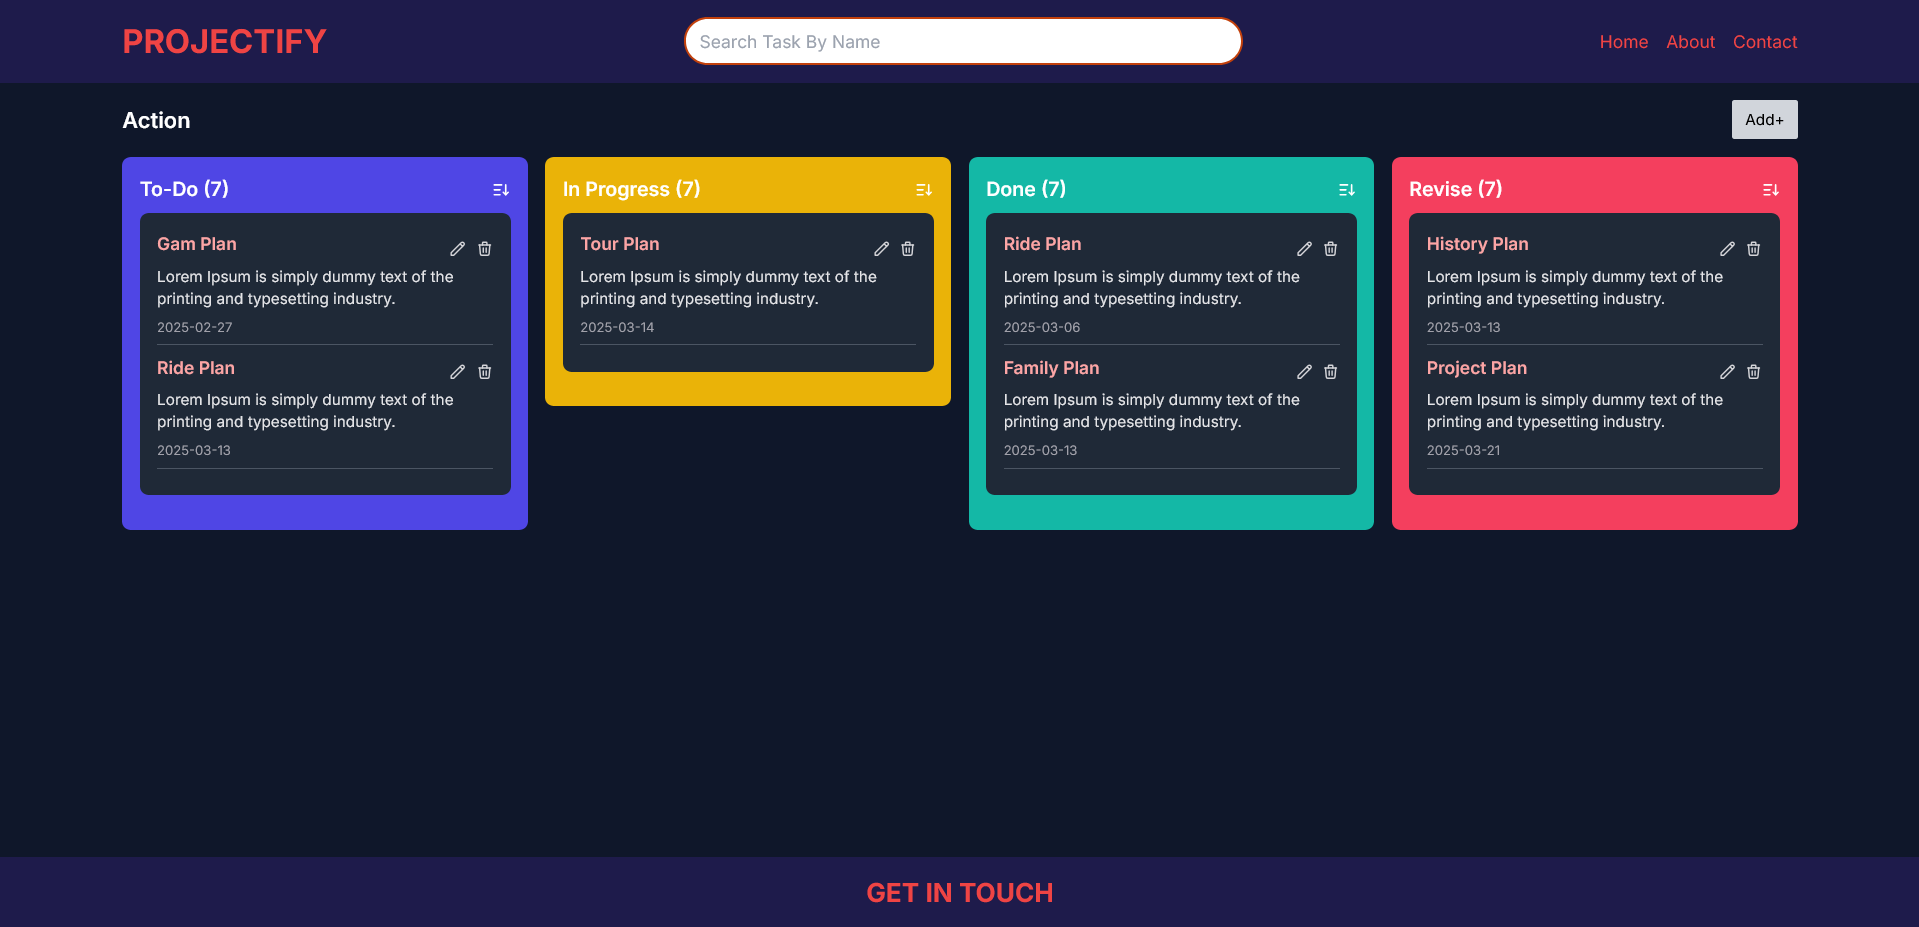 PROJECTIFY
Search Task By Name
Home About Contact
Action
Add+
To-Do (7)
Gam Plan
Lorem Ipsum is simply dummy text of the
printing and typesetting industry.
2025-02-27
Ride Plan
Lorem Ipsum is simply dummy text of the
printing and typesetting industry.
2025-03-13
In Progress (7)
Tour Plan
Lorem Ipsum is simply dummy text of the
printing and typesetting industry.
2025-03-14
Done (7)
Ride Plan
Lorem Ipsum is simply dummy text of the
printing and typesetting industry.
2025-03-06
Family Plan
Lorem Ipsum is simply dummy text of the
printing and typesetting industry.
2025-03-13
Revise (7)
History Plan
Lorem Ipsum is simply dummy text of the
printing and typesetting industry.
2025-03-13
Project Plan
Lorem Ipsum is simply dummy text of the
printing and typesetting industry.
2025-03-21
GET IN TOUCH